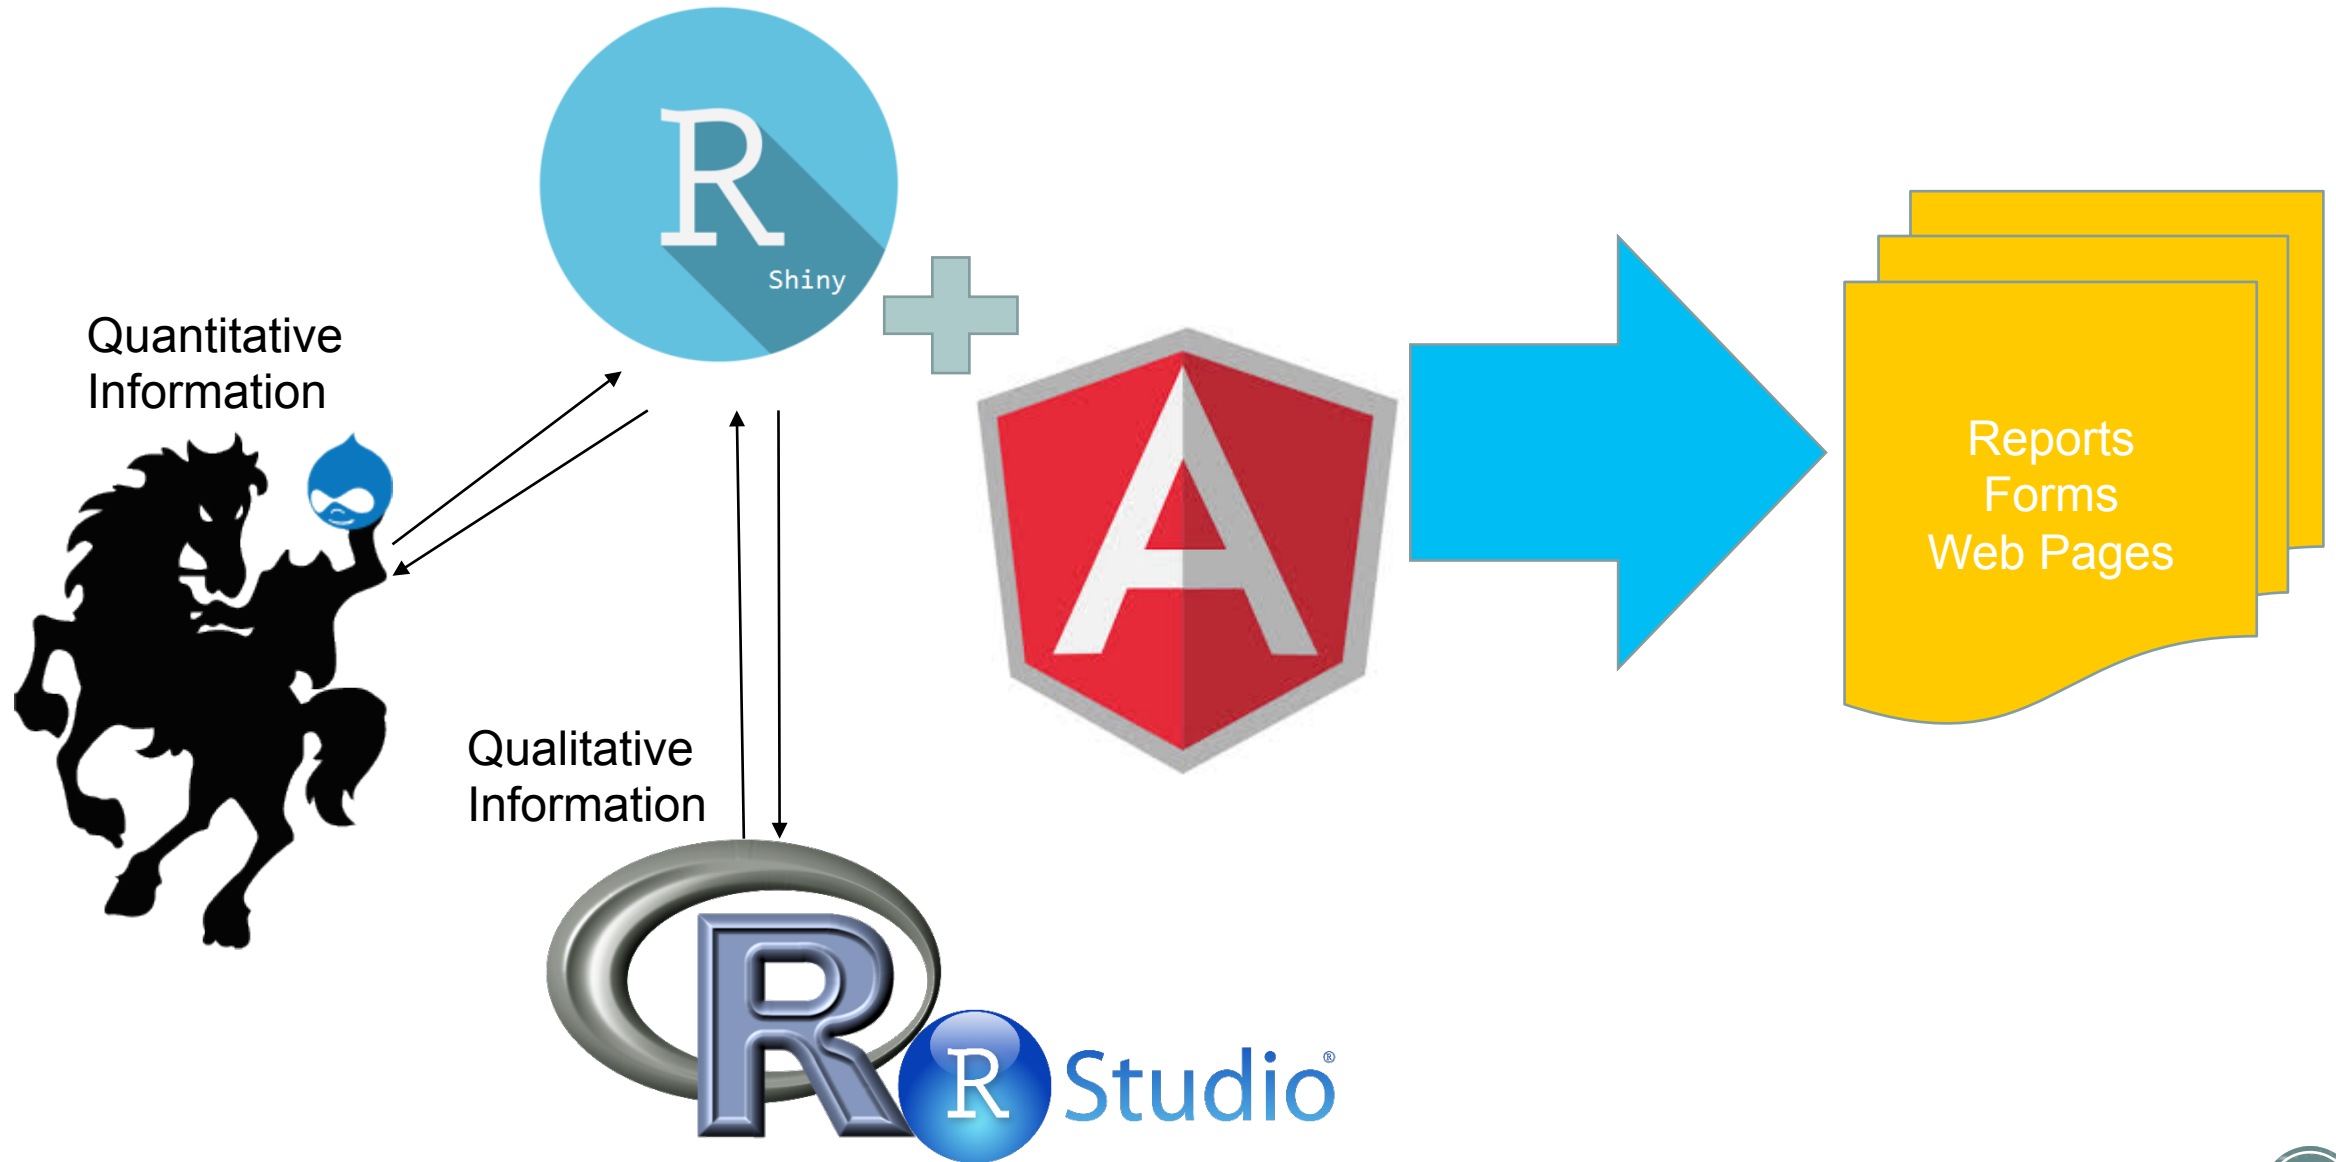 R
Shiny
Quantitative
Information
A
Reports
Forms
Web Pages
Qualitative
Information
R
R Studio®